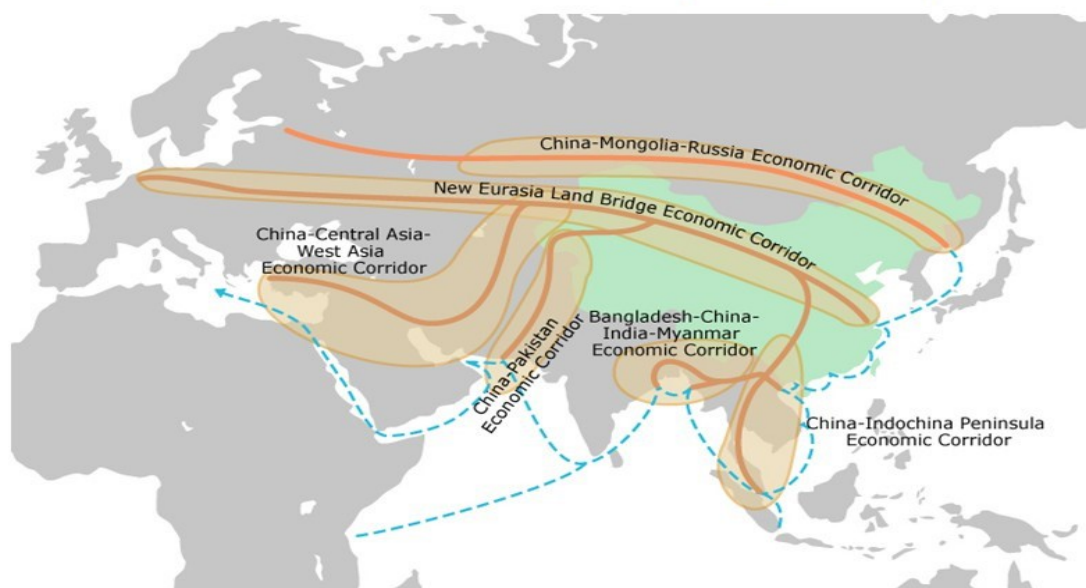 China-Mongolia-Russia Economic Corridor
New Eurasia Land Bridge Economic Corridor
China-Central Asia-
West Asia
Economic Corridor
China-Pakistan
Economic Corridor
Bangladesh-China-
India-Myanmar
Economic Corridor
China-Indochina Peninsula
Economic Corridor